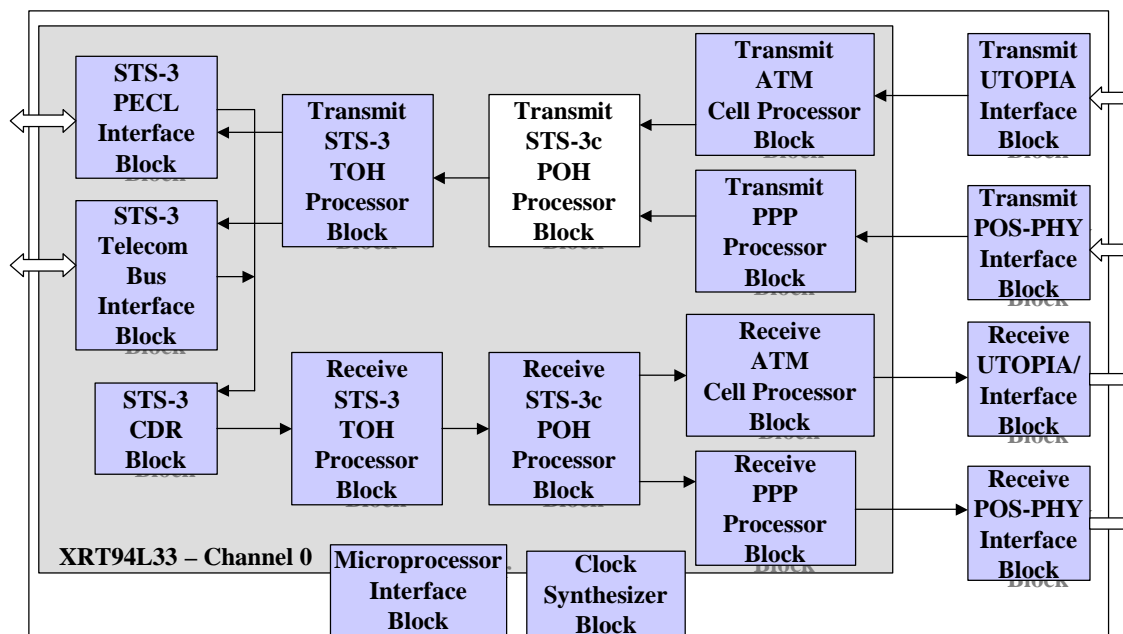 STS-3
PECL
Interface
Block
Transmit
STS-3
TOH
Processor
Block
Transmit
STS-3c
POH
Processor
Block
Transmit
ATM
Cell Processor
Block
Transmit
UTOPIA
Interface
Block
STS-3
Telecom
Bus
Interface
Block
Transmit
PPP
Processor
Block
Transmit
POS-PHY
Interface
Block
STS-3
CDR
Block
Receive
STS-3
TOH
Processor
Block
Receive
STS-3c
POH
Processor
Block
Receive
ATM
Cell Processor
Block
Receive
UTOPIA/
Interface
Block
Receive
PPP
Processor
Block
Receive
POS-PHY
Interface
Block
XRT94L33 – Channel 0
Microprocessor
Interface
Block
Clock
Synthesizer
Block